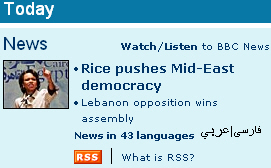 Today
News
Watch/Listen to BBC News
Rice pushes Mid-East
democracy
Lebanon opposition wins
assembly
News in 43 languages عربي|فارسی
RSS | What is RSS?